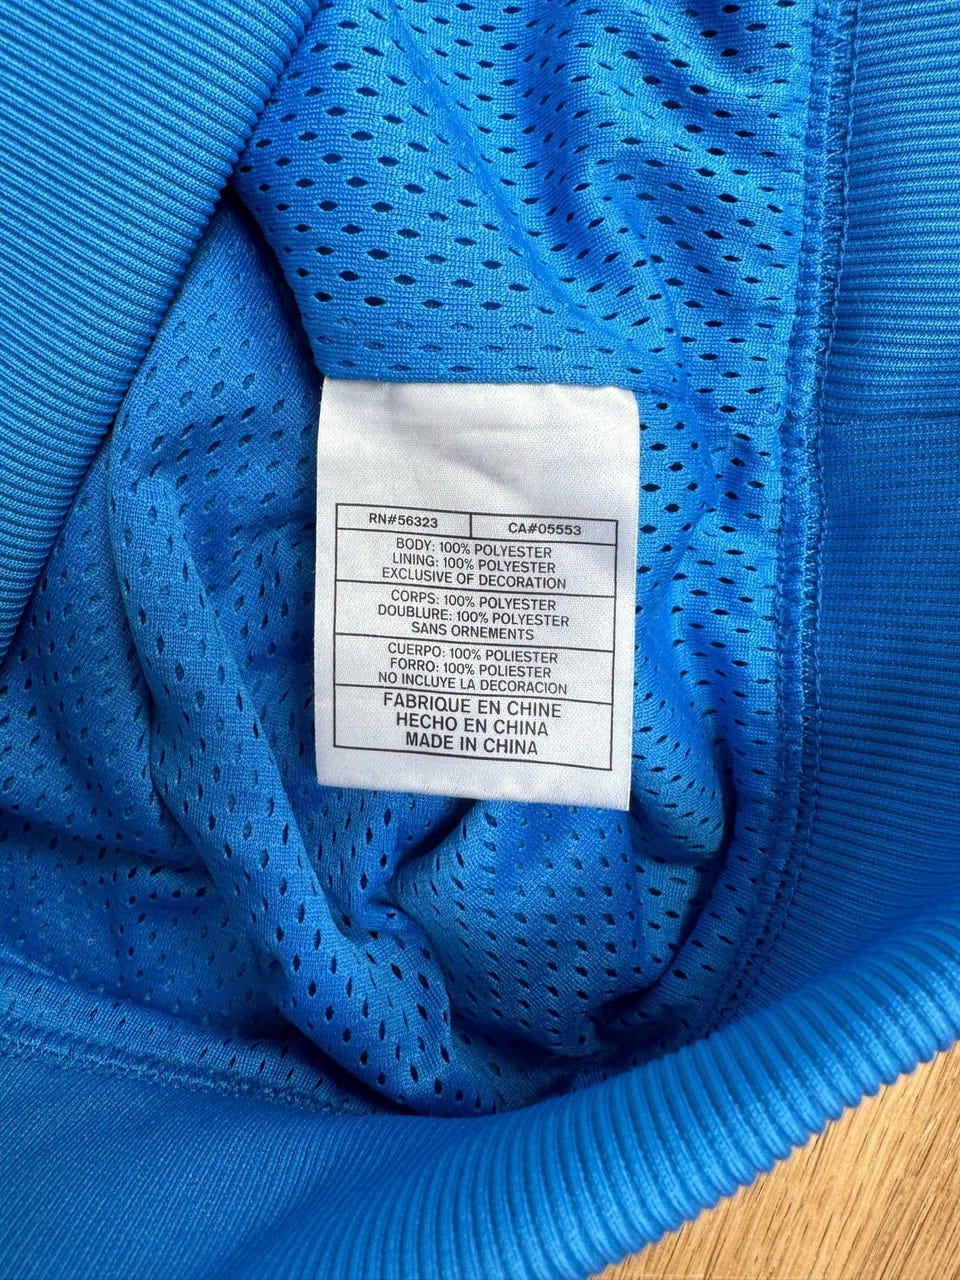 RN#56323 CA#05553
BODY: 100% POLYESTER
LINING: 100% POLYESTER
EXCLUSIVE OF DECORATION
CORPS: 100% POLYESTER
DOUBLURE: 100% POLYESTER
SANS ORNEMENTS
CUERPO: 100% POLIESTER
FORRO: 100% POLIESTER
NO INCLUYE LA DECORACION
FABRIQUE EN CHINE
HECHO EN CHINA
MADE IN CHINA